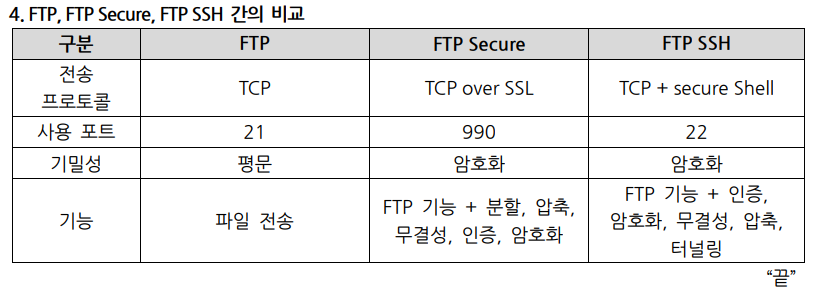 4. FTP, FTP Secure, FTP SSH 간의 비교
구분 FTP FTP Secure FTP SSH
전송
프로토콜 TCP TCP over SSL TCP + secure Shell
사용 포트 21 990 22
기밀성 평문 암호화 암호화
기능 파일 전송 FTP 기능 + 분할, 압축,
무결성, 인증, 암호화 FTP 기능 + 인증,
암호화, 무결성, 압축,
터널링
“끝”